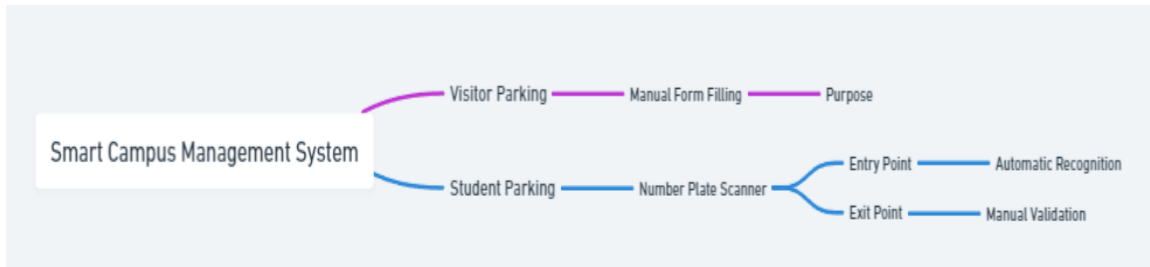 Smart Campus Management System
Visitor Parking
Manual Form Filling
Purpose
Student Parking
Number Plate Scanner
Entry Point
Automatic Recognition
Exit Point
Manual Validation